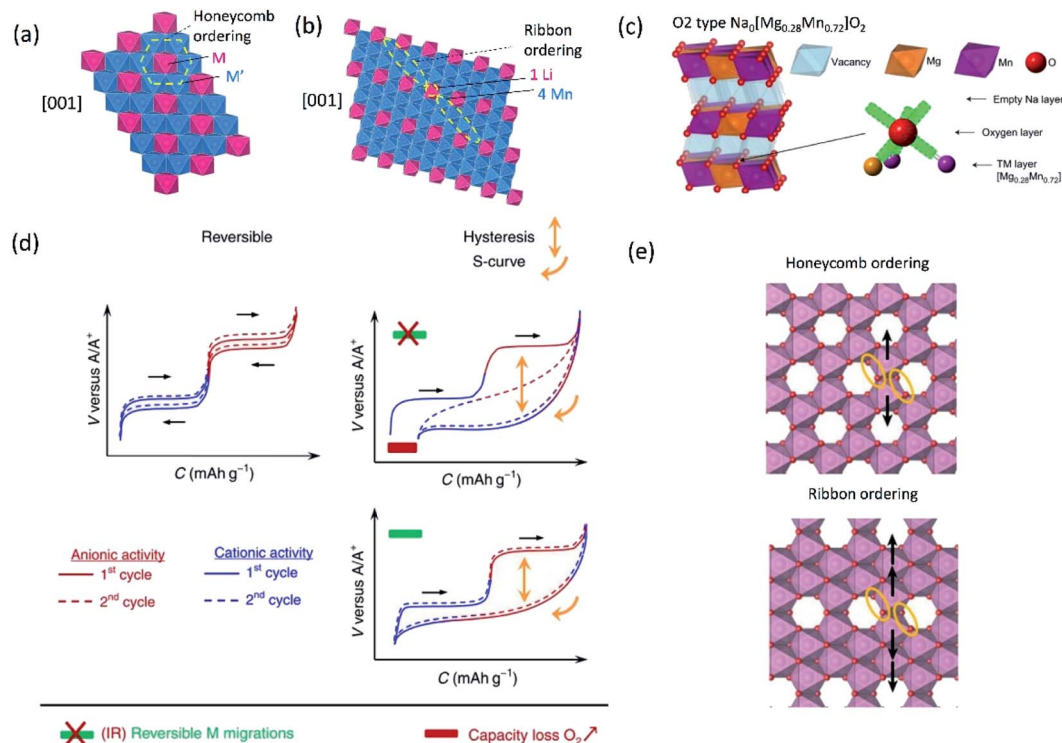 (a)
Honeycomb
ordering
M
M'
[001]
(b)
Ribbon
ordering
1 Li
4 Mn
[001]
(c)
O2 type Na₀[Mg₀.₂₈Mn₀.₇₂]O₂
Vacancy
Mg
Mn
O
Empty Na layer
Oxygen layer
TM layer
[Mg₀.₂₈Mn₀.₇₂]
(d)
Reversible
Hysteresis
S-curve
V versus A/A⁺
C (mAh g⁻¹)
V versus A/A⁺
C (mAh g⁻¹)
Anionic activity
1ˢᵗ cycle
2ⁿᵈ cycle
Cationic activity
1ˢᵗ cycle
2ⁿᵈ cycle
V versus A/A⁺
C (mAh g⁻¹)
(IR) Reversible M migrations
Capacity loss O₂↗
(e)
Honeycomb ordering
Ribbon ordering